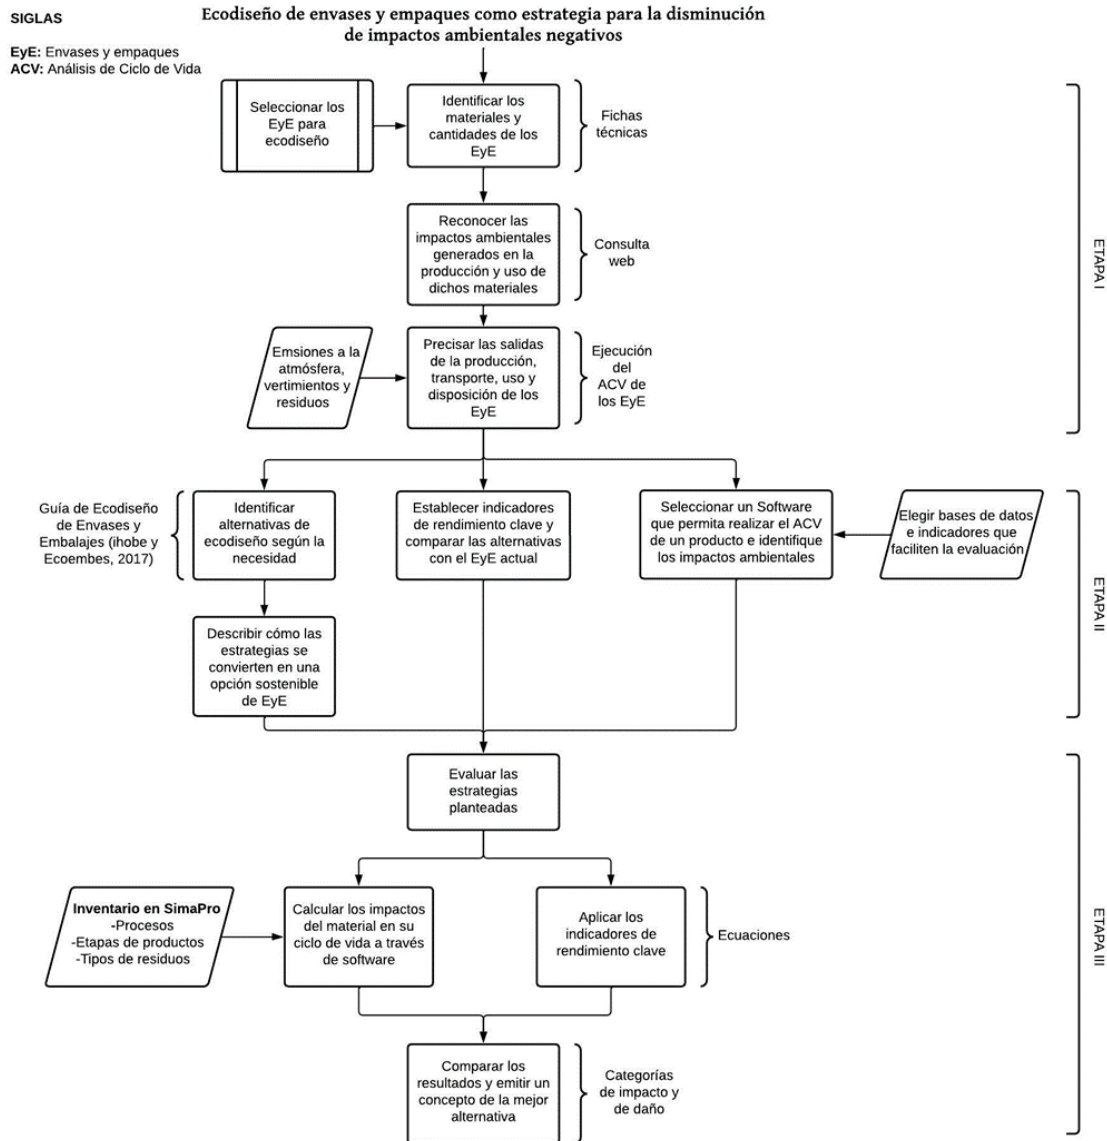 SIGLAS
EyE: Envases y empaques
ACV: Análisis de Ciclo de Vida
Ecodiseño de envases y empaques como estrategia para la disminución
de impactos ambientales negativos
Seleccionar los
EyE para
ecodiseño
Identificar los
materiales y
cantidades de los
EyE
Fichas
técnicas
Reconocer las
impactos ambientales
generados en la
producción y uso de
dichos materiales
Consulta
web
ETAPA I
Emsiones a la
atmósfera,
vertimientos y
residuos
Precisar las salidas
de la producción,
transporte, uso y
disposición de los
EyE
Ejecución
del
ACV de
los EyE
Guía de Ecodiseño
de Envases y
Embalajes (ihobe y
Ecoembes, 2017)
Identificar
alternativas de
ecodiseño según la
necesidad
Establecer indicadores
de rendimiento clave y
comparar las alternativas
con el EyE actual
Seleccionar un Software
que permita realizar el ACV
de un producto e identifique
los impactos ambientales
Elegir bases de datos
e indicadores que
faciliten la evaluación
ETAPA II
Describir cómo las
estrategias se
convierten en una
opción sostenible
de EyE
Evaluar las
estrategias
planteadas
Inventario en SimaPro
-Procesos
-Etapas de productos
-Tipos de residuos
Calcular los impactos
del material en su
ciclo de vida a través
de software
Aplicar los
indicadores de
rendimiento clave
Ecuaciones
ETAPA III
Comparar los
resultados y emitir un
concepto de la mejor
alternativa
Categorías
de impacto y
de daño